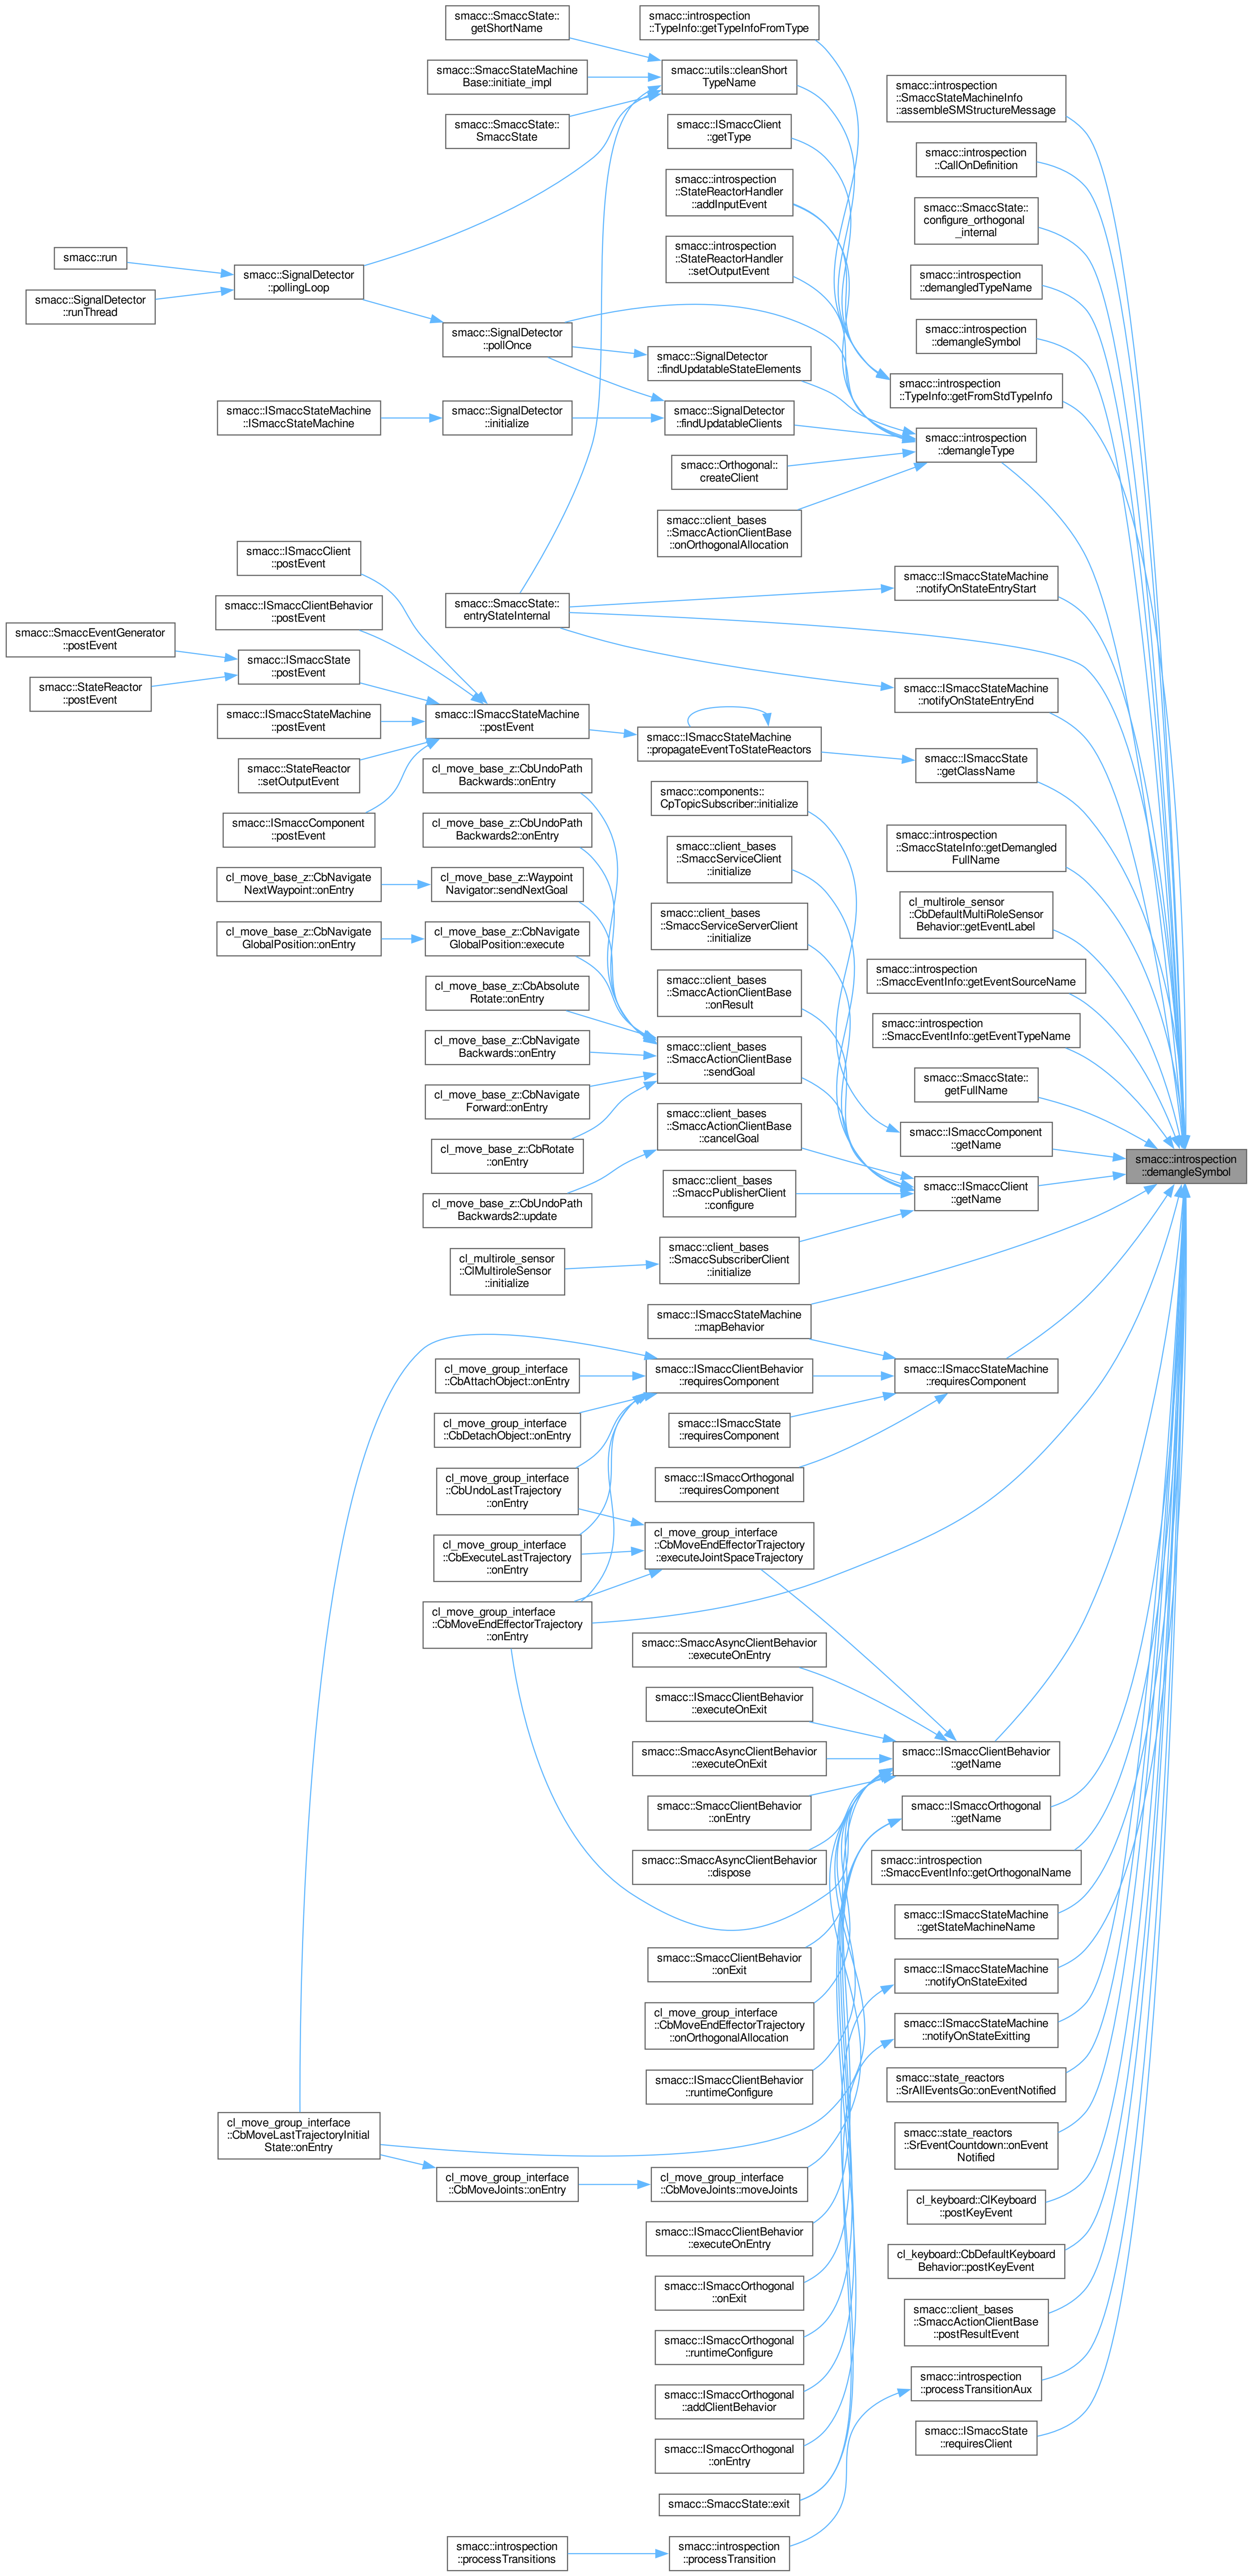 smacc::SmaccState::
getShortName
smacc::introspection
::TypeInfo::getTypeInfoFromType
smacc::SmaccStateMachine
Base::initiate_impl
smacc::utils::cleanShort
TypeName
smacc::introspection
::SmaccStateMachineInfo
::assembleSMStructureMessage
smacc::SmaccState::
SmaccState
smacc::ISmaccClient
::getType
smacc::introspection
::CallOnDefinition
smacc::introspection
::StateReactorHandler
::addInputEvent
smacc::SmaccState::
configure_orthogonal
_internal
smacc::run
smacc::introspection
::StateReactorHandler
::setOutputEvent
smacc::SignalDetector
::pollingLoop
smacc::introspection
::demangledTypeName
smacc::SignalDetector
::runThread
smacc::SignalDetector
::pollOnce
smacc::introspection
::demangleSymbol
smacc::SignalDetector
::findUpdatableStateElements
smacc::introspection
::TypeInfo::getFromStdTypeInfo
smacc::ISmaccStateMachine
::ISmaccStateMachine
smacc::SignalDetector
::initialize
smacc::SignalDetector
::findUpdatableClients
smacc::introspection
::demangleType
smacc::Orthogonal::
createClient
smacc::client_bases
::SmaccActionClientBase
::onOrthogonalAllocation
smacc::ISmaccClient
::postEvent
smacc::ISmaccStateMachine
::notifyOnStateEntryStart
smacc::SmaccState::
entryStateInternal
smacc::ISmaccClientBehavior
::postEvent
smacc::SmaccEventGenerator
::postEvent
smacc::ISmaccState
::postEvent
smacc::StateReactor
::postEvent
smacc::ISmaccStateMachine
::notifyOnStateEntryEnd
smacc::ISmaccStateMachine
::postEvent
smacc::ISmaccStateMachine
::postEvent
smacc::ISmaccStateMachine
::propagateEventToStateReactors
smacc::ISmaccState
::getClassName
smacc::StateReactor
::setOutputEvent
cl_move_base_z::CbUndoPath
Backwards::onEntry
smacc::components::
CpTopicSubscriber::initialize
smacc::ISmaccComponent
::postEvent
cl_move_base_z::CbUndoPath
Backwards2::onEntry
smacc::client_bases
::SmaccServiceClient
::initialize
smacc::introspection
::SmaccStateInfo::getDemangled
FullName
cl_move_base_z::CbNavigate
NextWaypoint::onEntry
cl_move_base_z::Waypoint
Navigator::sendNextGoal
cl_multirole_sensor
::CbDefaultMultiRoleSensor
Behavior::getEventLabel
cl_move_base_z::CbNavigate
GlobalPosition::onEntry
cl_move_base_z::CbNavigate
GlobalPosition::execute
smacc::client_bases
::SmaccServiceServerClient
::initialize
smacc::introspection
::SmaccEventInfo::getEventSourceName
cl_move_base_z::CbAbsolute
Rotate::onEntry
smacc::client_bases
::SmaccActionClientBase
::onResult
smacc::introspection
::SmaccEventInfo::getEventTypeName
cl_move_base_z::CbNavigate
Backwards::onEntry
smacc::client_bases
::SmaccActionClientBase
::sendGoal
smacc::SmaccState::
getFullName
cl_move_base_z::CbNavigate
Forward::onEntry
smacc::client_bases
::SmaccActionClientBase
::cancelGoal
smacc::ISmaccComponent
::getName
cl_move_base_z::CbRotate
::onEntry
smacc::introspection
::demangleSymbol
cl_move_base_z::CbUndoPath
Backwards2::update
smacc::client_bases
::SmaccPublisherClient
::configure
smacc::ISmaccClient
::getName
cl_multirole_sensor
::ClMultiroleSensor
::initialize
smacc::client_bases
::SmaccSubscriberClient
::initialize
smacc::ISmaccStateMachine
::mapBehavior
cl_move_group_interface
::CbAttachObject::onEntry
smacc::ISmaccClientBehavior
::requiresComponent
smacc::ISmaccStateMachine
::requiresComponent
cl_move_group_interface
::CbDetachObject::onEntry
smacc::ISmaccState
::requiresComponent
cl_move_group_interface
::CbUndoLastTrajectory
::onEntry
smacc::ISmaccOrthogonal
::requiresComponent
cl_move_group_interface
::CbExecuteLastTrajectory
::onEntry
cl_move_group_interface
::CbMoveEndEffectorTrajectory
::executeJointSpaceTrajectory
cl_move_group_interface
::CbMoveEndEffectorTrajectory
::onEntry
smacc::SmaccAsyncClientBehavior
::executeOnEntry
smacc::ISmaccClientBehavior
::executeOnExit
smacc::SmaccAsyncClientBehavior
::executeOnExit
smacc::ISmaccClientBehavior
::getName
smacc::SmaccClientBehavior
::onEntry
smacc::ISmaccOrthogonal
::getName
smacc::SmaccAsyncClientBehavior
::dispose
smacc::introspection
::SmaccEventInfo::getOrthogonalName
smacc::ISmaccStateMachine
::getStateMachineName
smacc::SmaccClientBehavior
::onExit
smacc::ISmaccStateMachine
::notifyOnStateExited
cl_move_group_interface
::CbMoveEndEffectorTrajectory
::onOrthogonalAllocation
smacc::ISmaccStateMachine
::notifyOnStateExitting
smacc::ISmaccClientBehavior
::runtimeConfigure
smacc::state_reactors
::SrAllEventsGo::onEventNotified
cl_move_group_interface
::CbMoveLastTrajectoryInitial
State::onEntry
smacc::state_reactors
::SrEventCountdown::onEvent
Notified
cl_move_group_interface
::CbMoveJoints::onEntry
cl_move_group_interface
::CbMoveJoints::moveJoints
cl_keyboard::ClKeyboard
::postKeyEvent
smacc::ISmaccClientBehavior
::executeOnEntry
cl_keyboard::CbDefaultKeyboard
Behavior::postKeyEvent
smacc::ISmaccOrthogonal
::onExit
smacc::client_bases
::SmaccActionClientBase
::postResultEvent
smacc::ISmaccOrthogonal
::runtimeConfigure
smacc::introspection
::processTransitionAux
smacc::ISmaccOrthogonal
::addClientBehavior
smacc::ISmaccState
::requiresClient
smacc::ISmaccOrthogonal
::onEntry
smacc::SmaccState::exit
smacc::introspection
::processTransitions
smacc::introspection
::processTransition